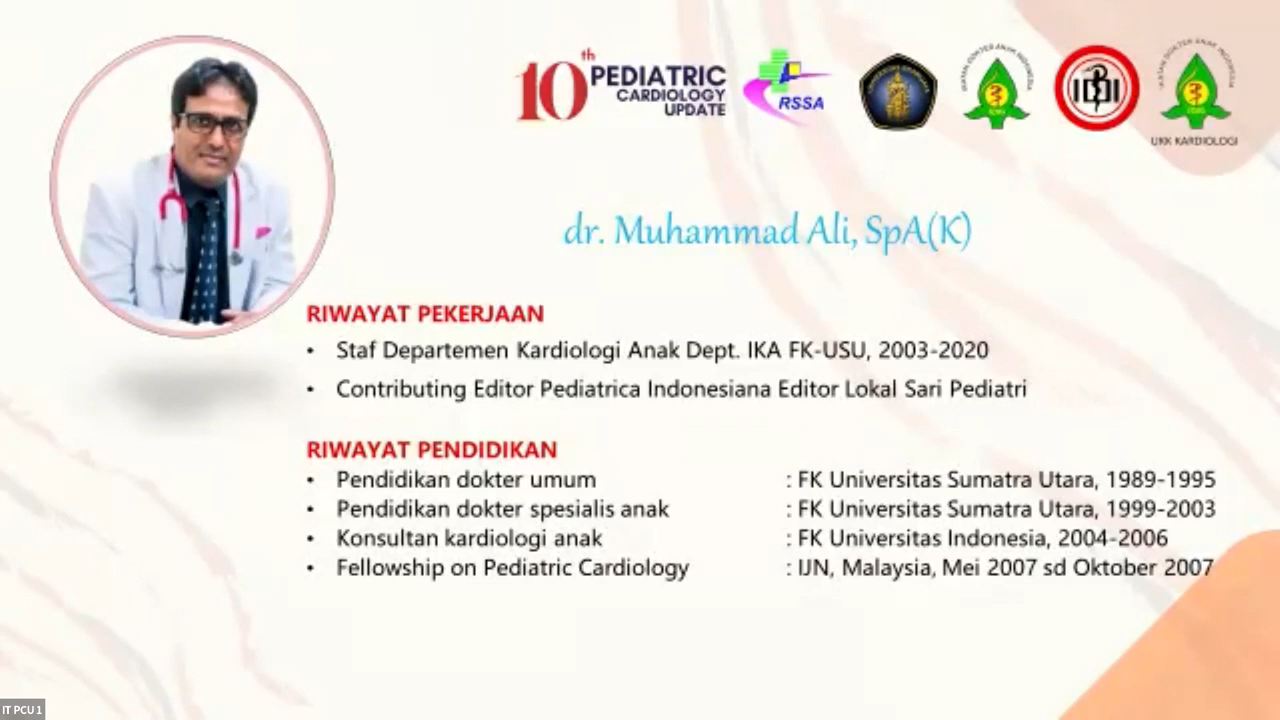 10th PEDIATRIC
CARDIOLOGY
UPDATE
RSSA
IDI
UKK KARDIOLOGI
dr. Muhammad Ali, SpA(K)
RIWAYAT PEKERJAAN
• Staf Departemen Kardiologi Anak Dept. IKA FK-USU, 2003-2020
• Contributing Editor Pediatrica Indonesiana Editor Lokal Sari Pediatri
RIWAYAT PENDIDIKAN
• Pendidikan dokter umum : FK Universitas Sumatra Utara, 1989-1995
• Pendidikan dokter spesialis anak : FK Universitas Sumatra Utara, 1999-2003
• Konsultan kardiologi anak : FK Universitas Indonesia, 2004-2006
• Fellowship on Pediatric Cardiology : IJN, Malaysia, Mei 2007 sd Oktober 2007
IT PCU 1